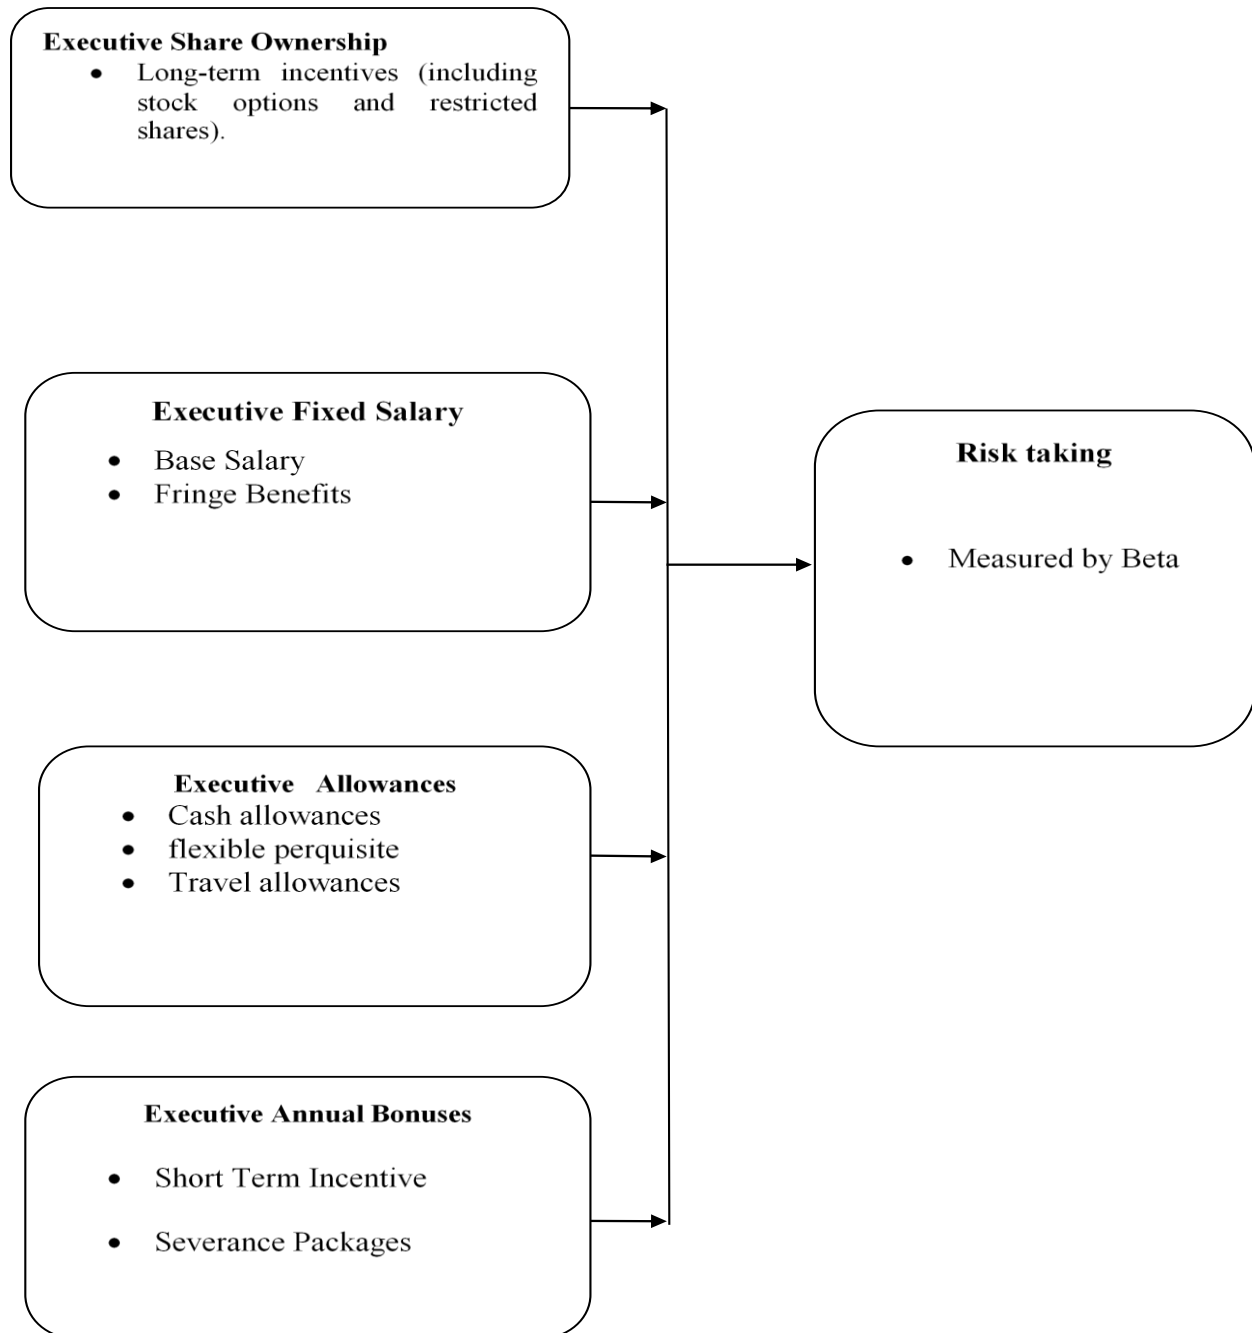 Executive Share Ownership
• Long-term incentives (including
stock options and restricted
shares).
Executive Fixed Salary
• Base Salary
• Fringe Benefits
Risk taking
• Measured by Beta
Executive Allowances
• Cash allowances
• flexible perquisite
• Travel allowances
Executive Annual Bonuses
• Short Term Incentive
• Severance Packages